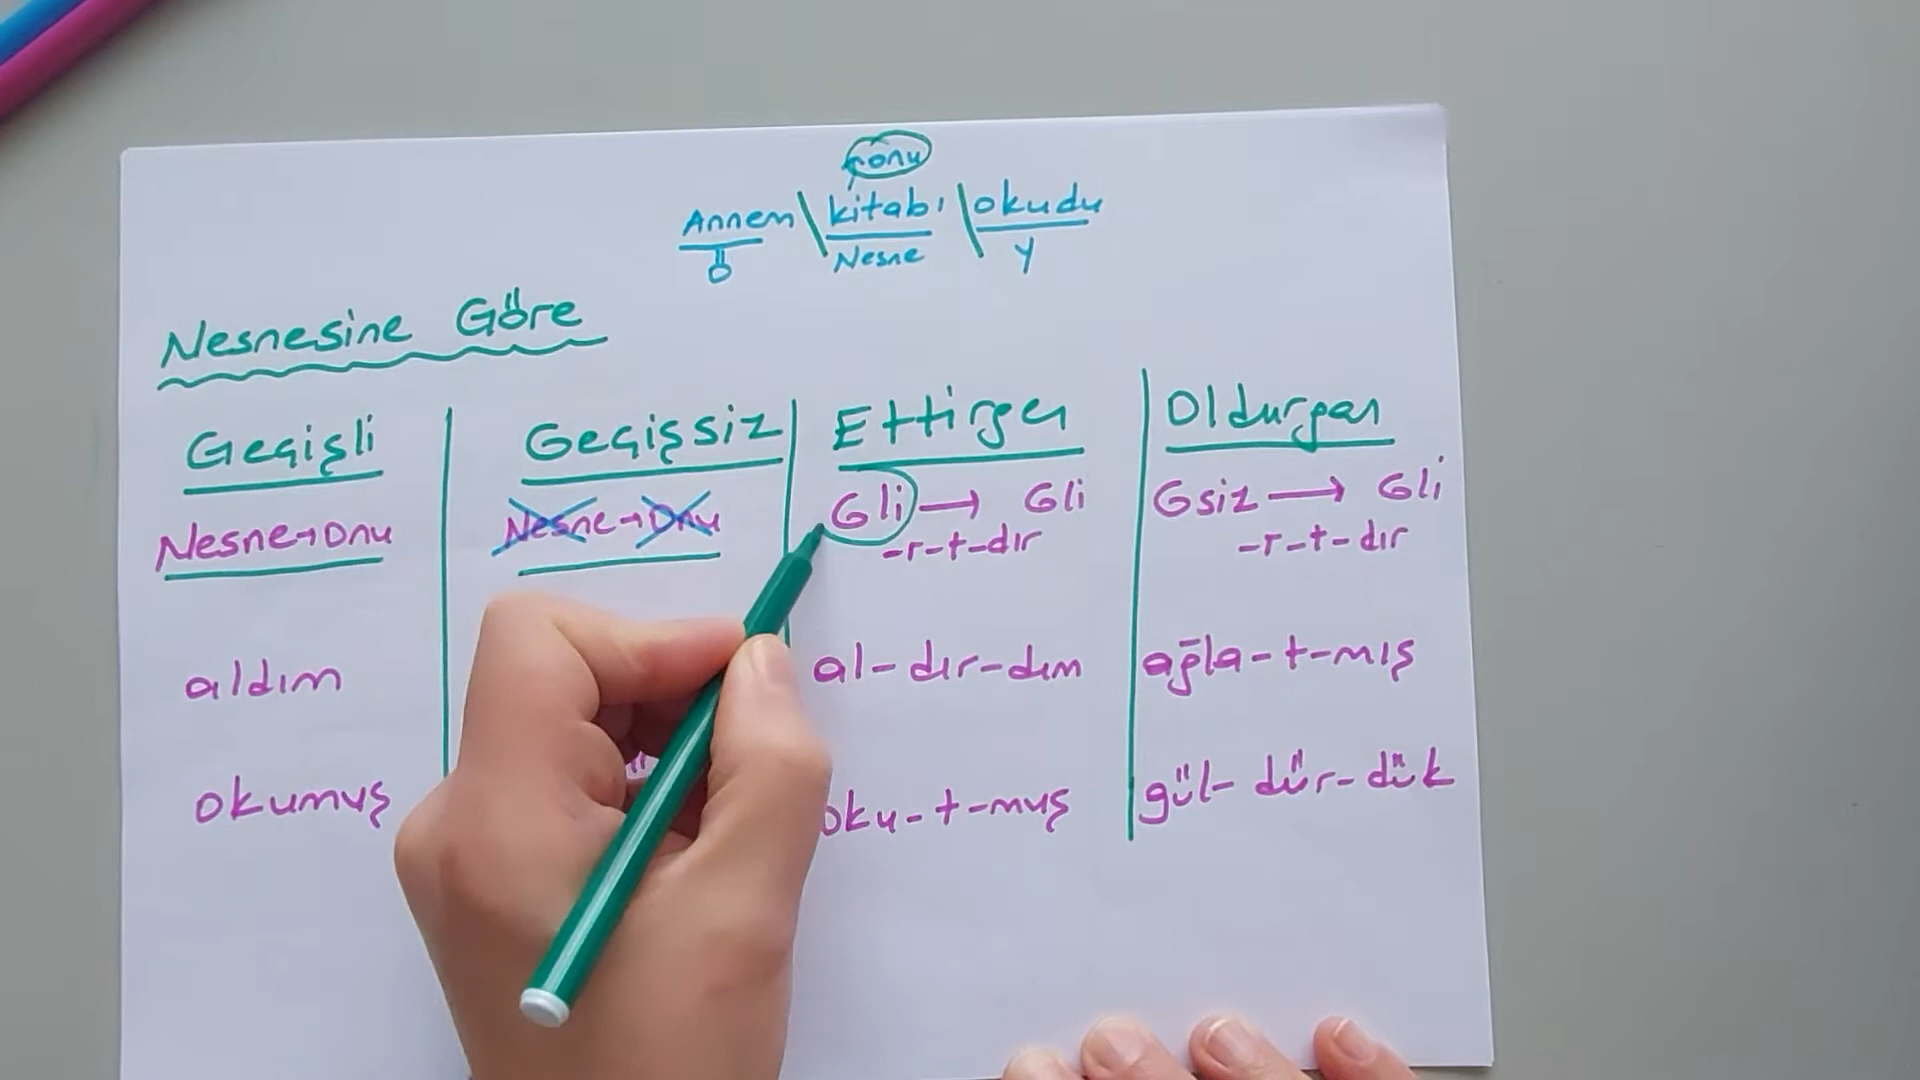 onu
Annem \ kitabı \ okudu
Ö Nesne Y
Nesnesine Göre
Geçişli Geçişsiz Ettirgen Oldurgan
Nesne→Onu Nesne→Onu Gli → Gli Gsiz → Gli
-r-t-dır -r-t-dır
aldım al-dır-dım ağla-t-mış
okumuş oku-t-muş gül-dür-dük